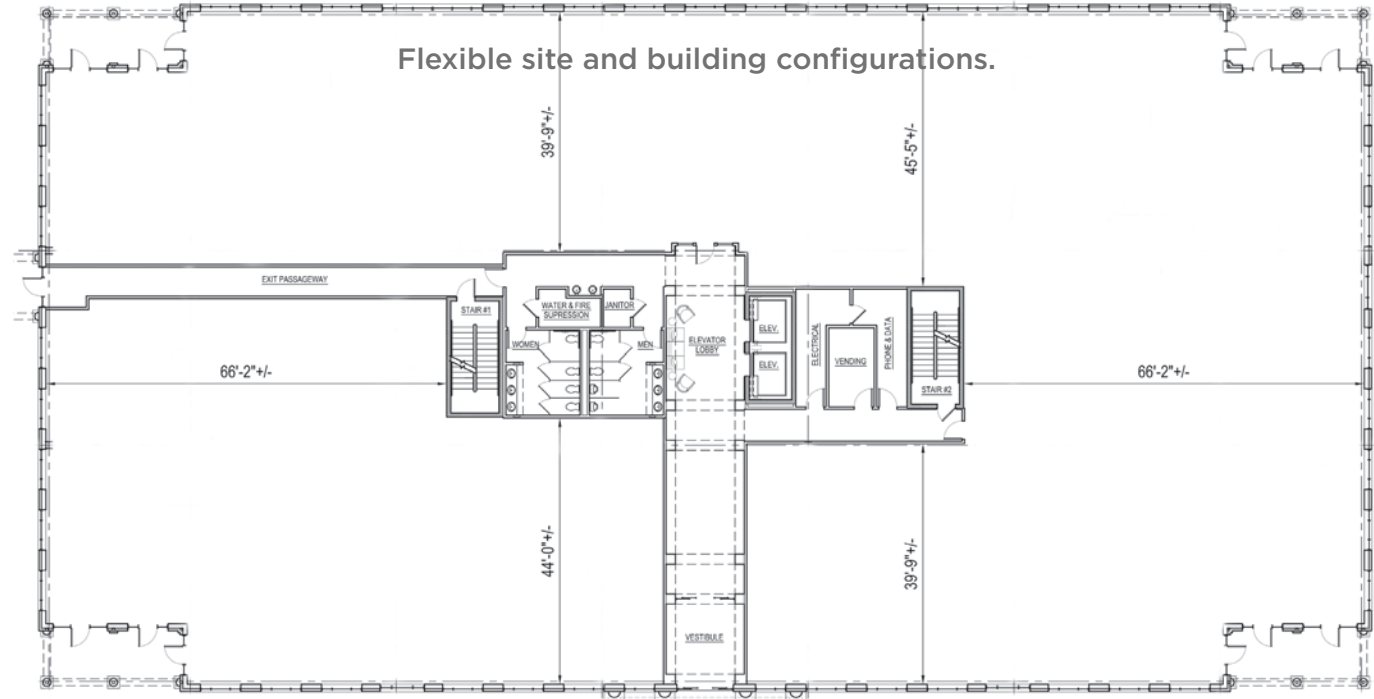 Flexible site and building configurations.
39'-9"+/-
45'-5"+/-
EXIT PASSAGEWAY
STAIR #1
WATER & FIRE
SUPRESSION
JANITOR
WOMEN
MEN
ELEVATOR
LOBBY
ELEV.
ELEV.
ELECTRICAL
VENDING
PHONE & DATA
STAIR #2
66'-2"+/-
66'-2"+/-
44'-0"+/-
39'-9"+/-
VESTIBULE